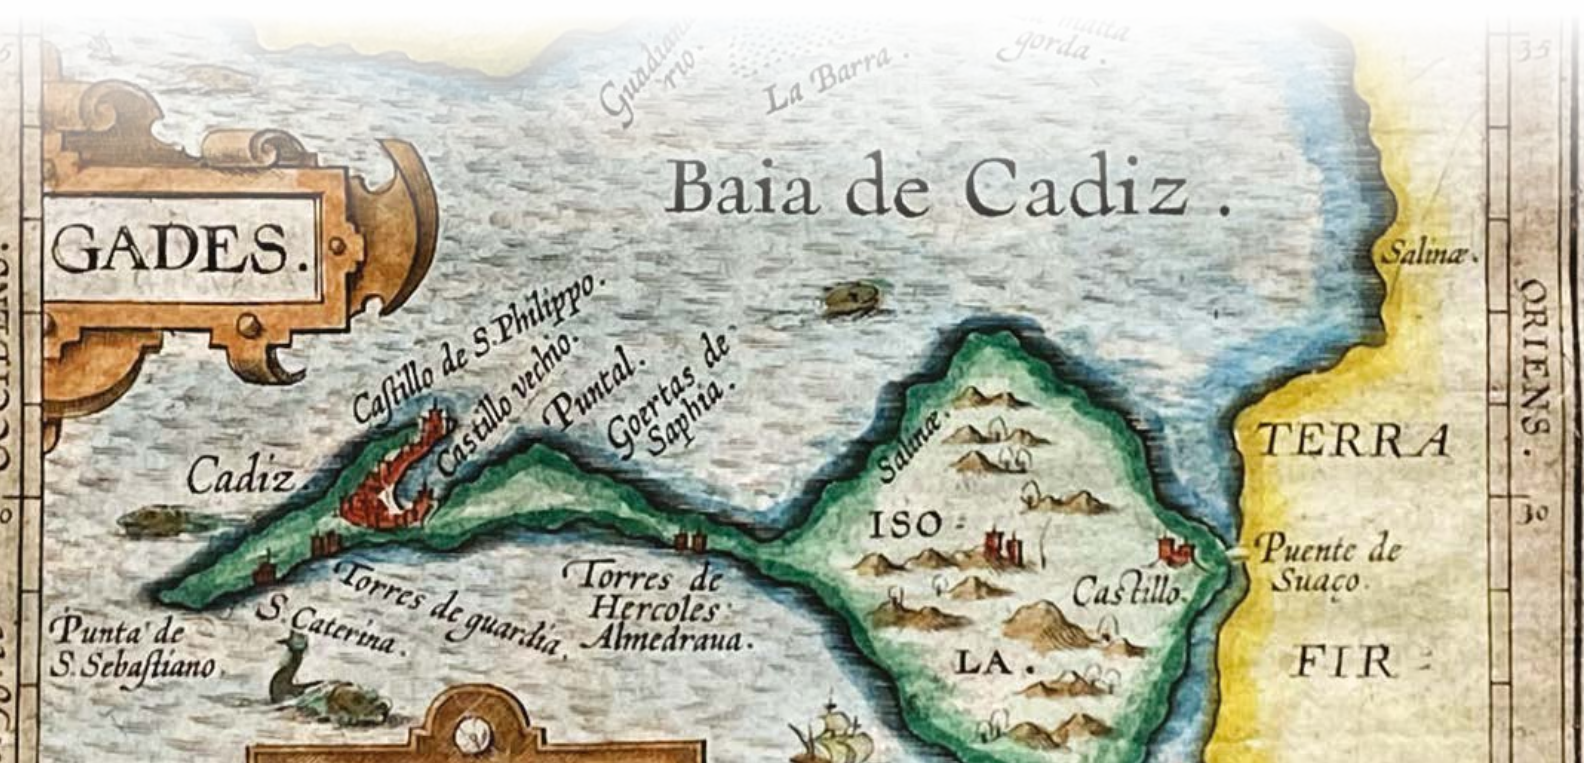 Guadiana
rio.
La Barra.
gorda.
35
Baia de Cadiz.
GADES.
Salinæ.
ORIENS.
Castillo de S. Philippo.
Castillo vechio.
Puntal.
Goertas de
Saphia.
Cadiz.
Salinæ.
TERRA
ISO-
30
Puente de
Suaço.
Castillo.
Torres de guardia.
Torres de
Hercoles
Almedraua.
S. Caterina.
Punta de
S. Sebastiano.
LA.
FIR-